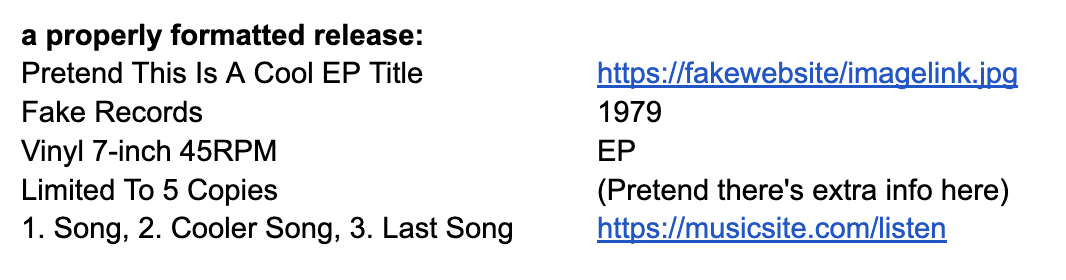 a properly formatted release:
Pretend This Is A Cool EP Title https://fakewebsite/imagelink.jpg
Fake Records 1979
Vinyl 7-inch 45RPM EP
Limited To 5 Copies (Pretend there's extra info here)
1. Song, 2. Cooler Song, 3. Last Song https://musicsite.com/listen